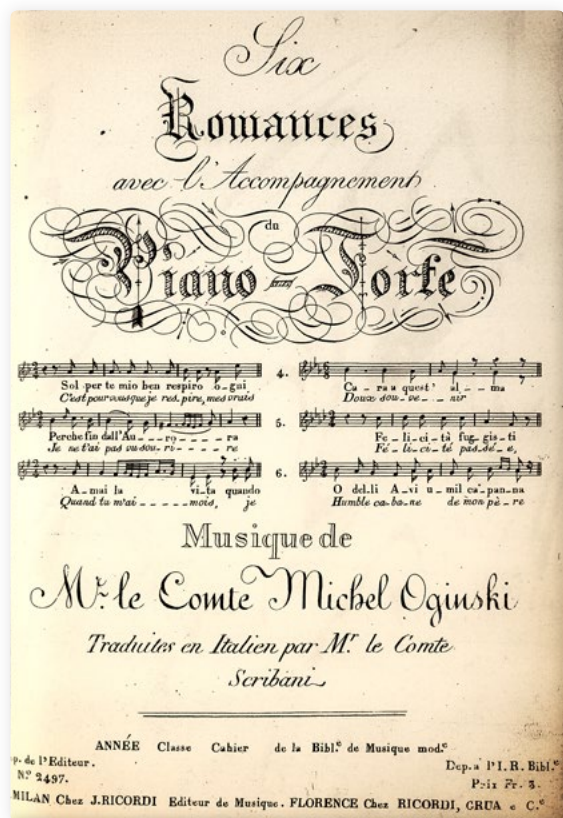 Six
Romances
avec l'Accompagnement
du
Piano = Forte
Sol per te mio ben respiro o-gni
C'est pour vous que je res-pire, mes vrais
4. Ca-ra a quest' al-ma
Doux sou-ve-nir
Perche fin dall'Au-ro-ra
Je ne t'ai pas vu sou-ri-re
5. Fe-li-ci-tà fug-gis-ti
Fé-li-ci-té pas-sé-e,
A-mai la vi-ta quando
Quand tu m'ai-mois, je
6. O del-li A-vi u-mil ca-pan-na
Humble ca-ba-ne de mon pè-re
Musique de
Mr. le Comte Michel Oginski
Traduites en Italien par Mr. le Comte
Scribani
ANNÉE Classe Cahier de la Bibl.e de Musique mod.e
p. de l'Editeur.
N.o 2497.
Dep. à l'I. R. Bibl.e
Prix Fr. 3.
MILAN Chez J. RICORDI Editeur de Musique. FLORENCE Chez RICORDI, GRUA e C.o